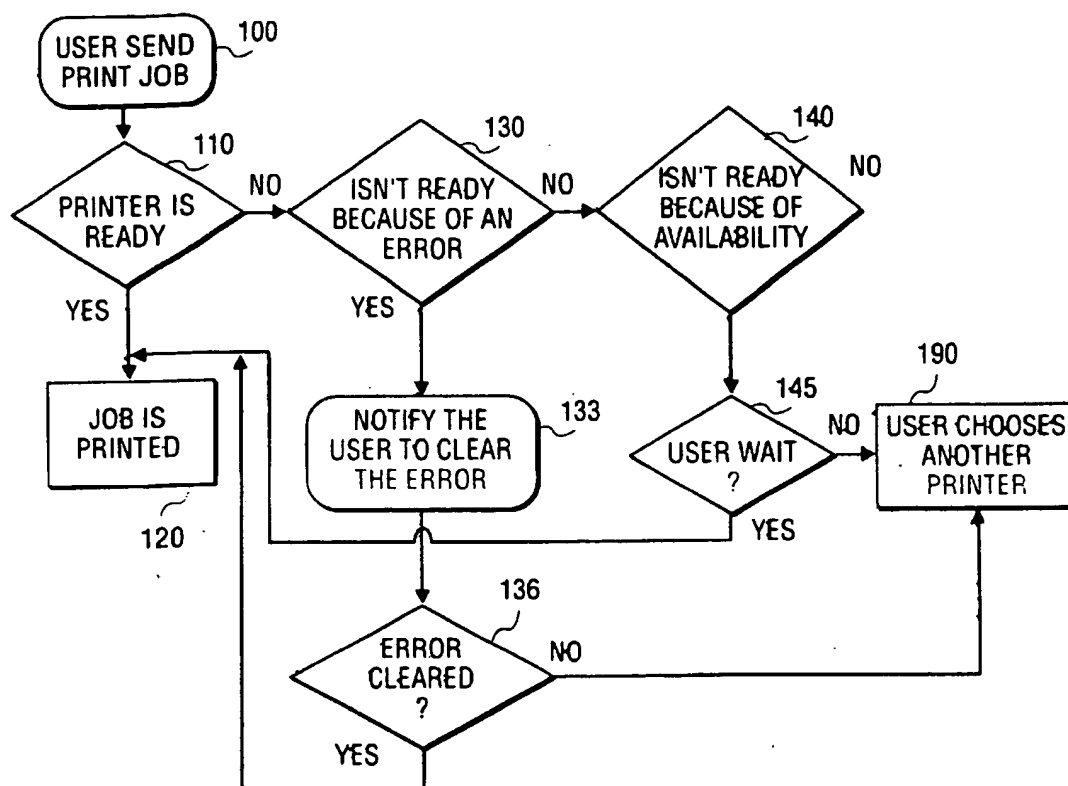 USER SEND
PRINT JOB
100
110
PRINTER IS
READY
NO
YES
JOB IS
PRINTED
120
130
ISN'T READY
BECAUSE OF AN
ERROR
NO
YES
NOTIFY THE
USER TO CLEAR
THE ERROR
133
136
ERROR
CLEARED
?
NO
YES
140
ISN'T READY
BECAUSE OF
AVAILABILITY
NO
145
USER WAIT
?
NO
YES
190
USER CHOOSES
ANOTHER
PRINTER